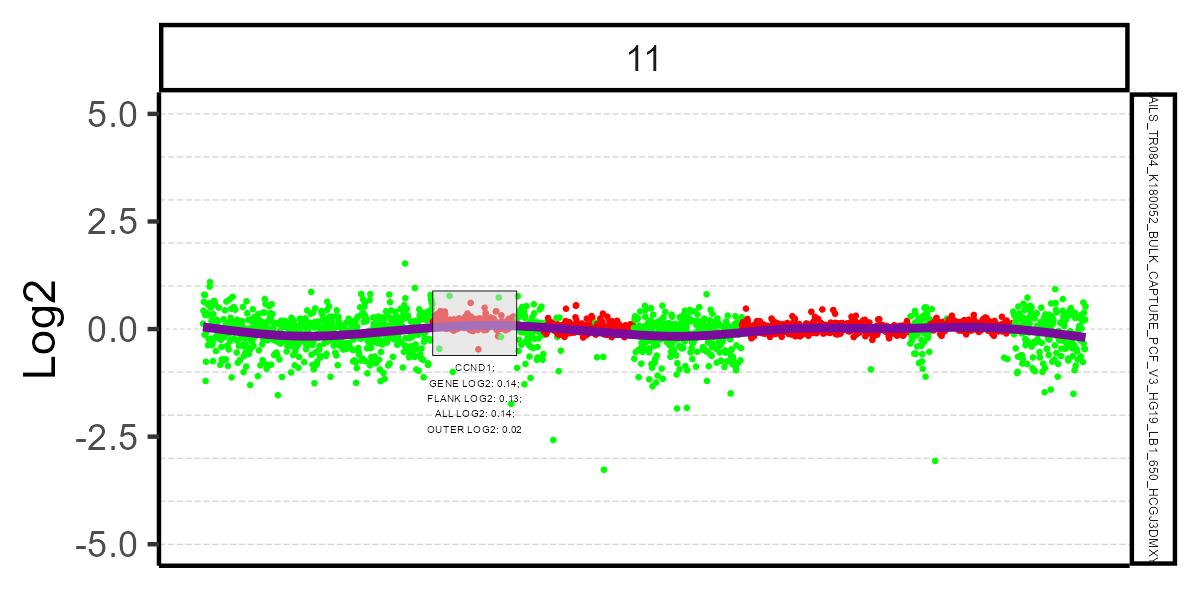 11
5.0
2.5
0.0
-2.5
-5.0
Log2
CCND1;
GENE LOG2: 0.14;
FLANK LOG2: 0.13;
ALL LOG2: 0.14;
OUTER LOG2: 0.02
AILS_TR084_K180052_BULK_CAPTURE_PCF_V3_HG19_LB1_650_HCGJ3DMXY